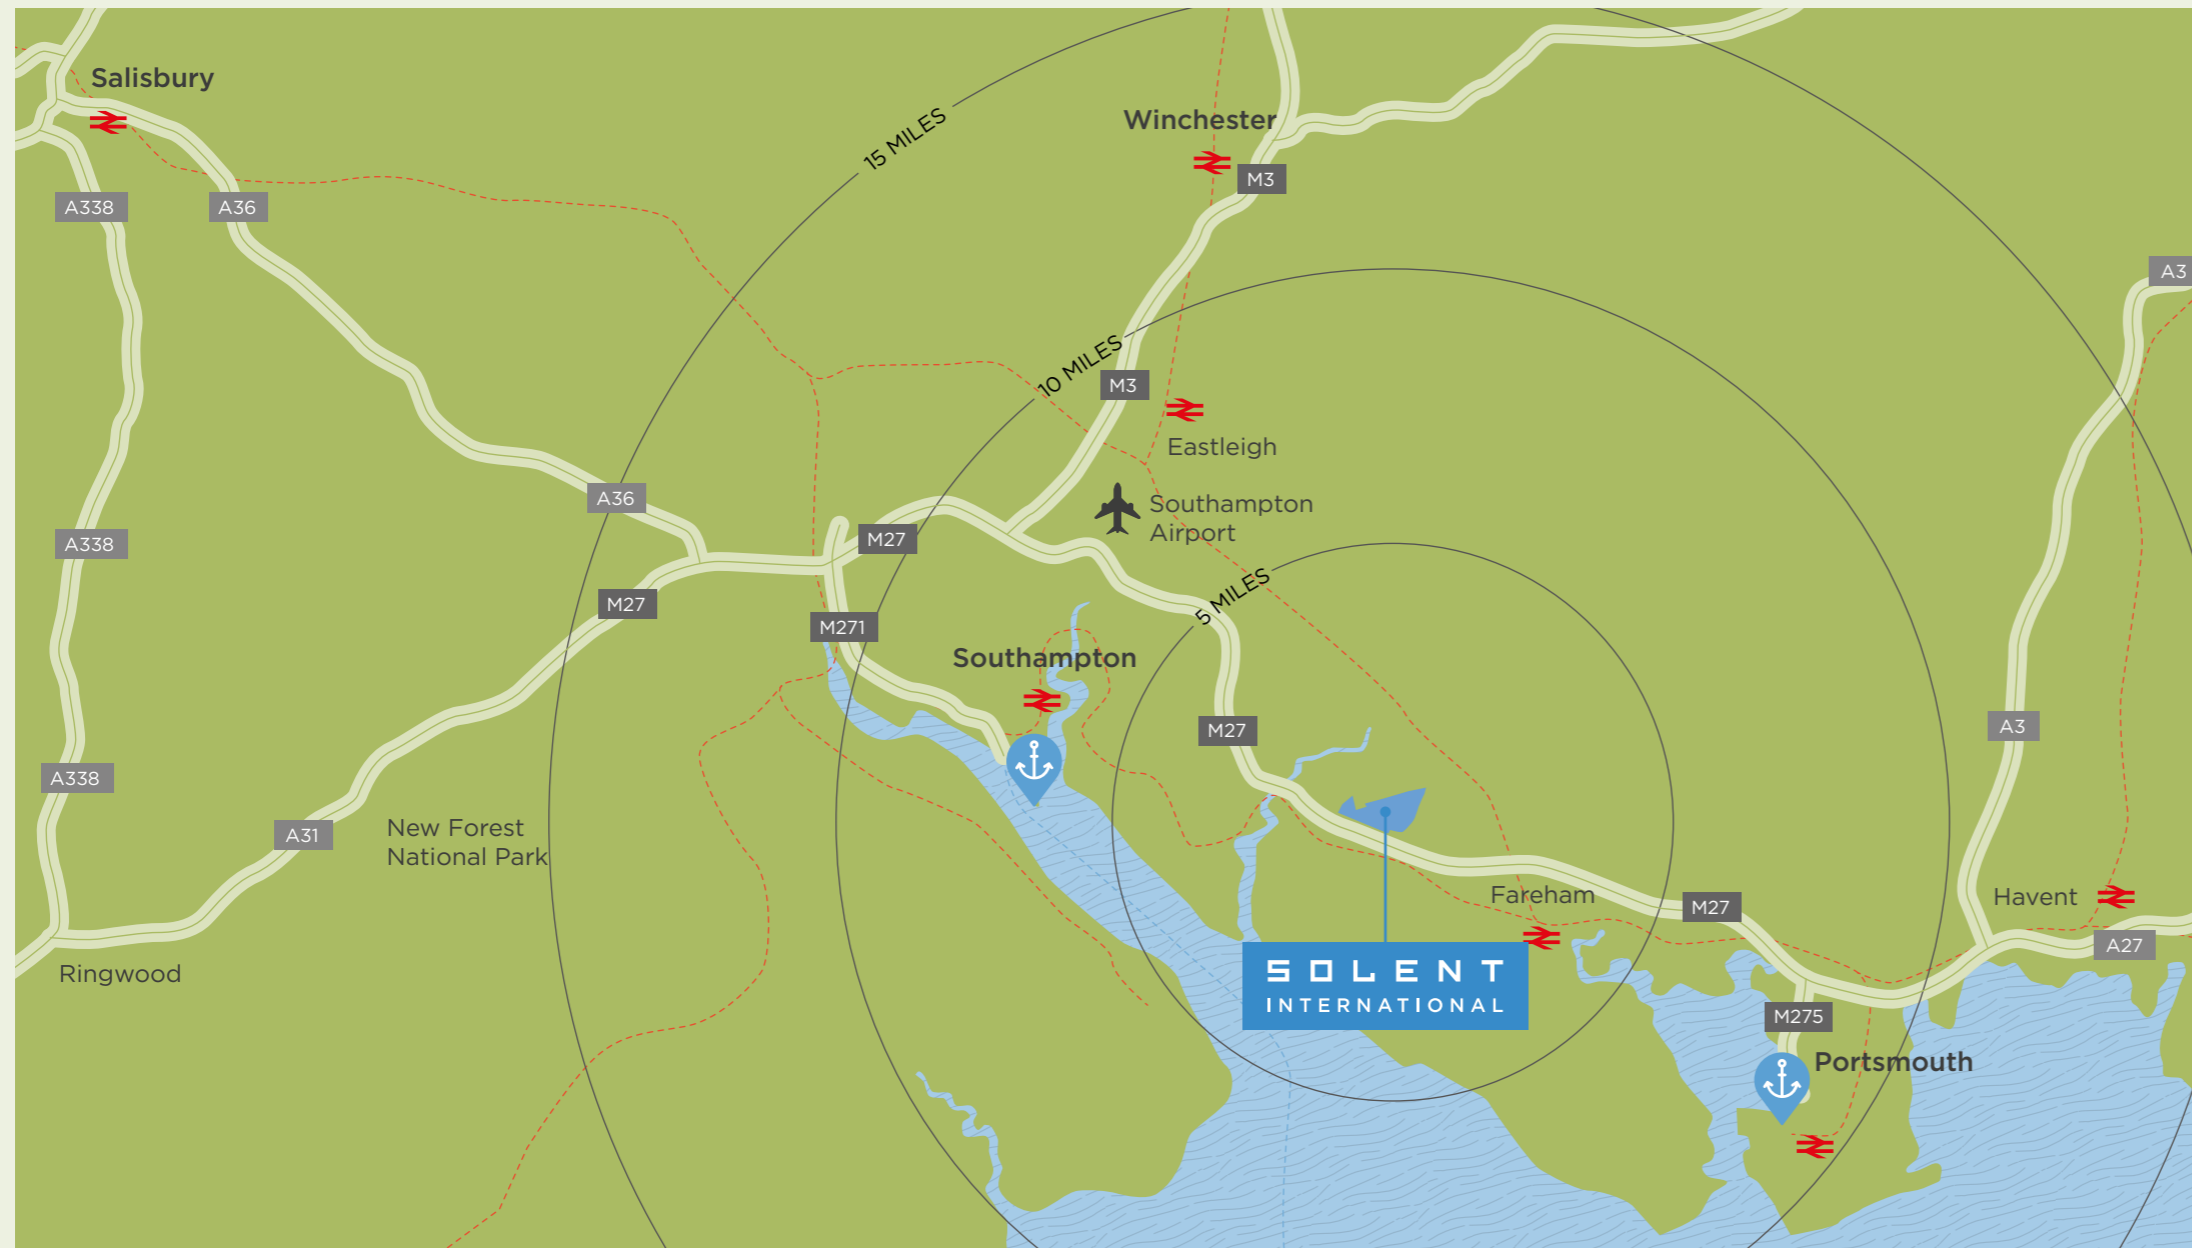 Salisbury
15 MILES
Winchester
M3
A338
A36
A3
10 MILES
M3
Eastleigh
A36
Southampton
Airport
M27
A338
5 MILES
M27
M271
Southampton
M27
A3
A338
A31
New Forest
National Park
Fareham
M27
Havent
A27
Ringwood
SOLENT
INTERNATIONAL
M275
Portsmouth